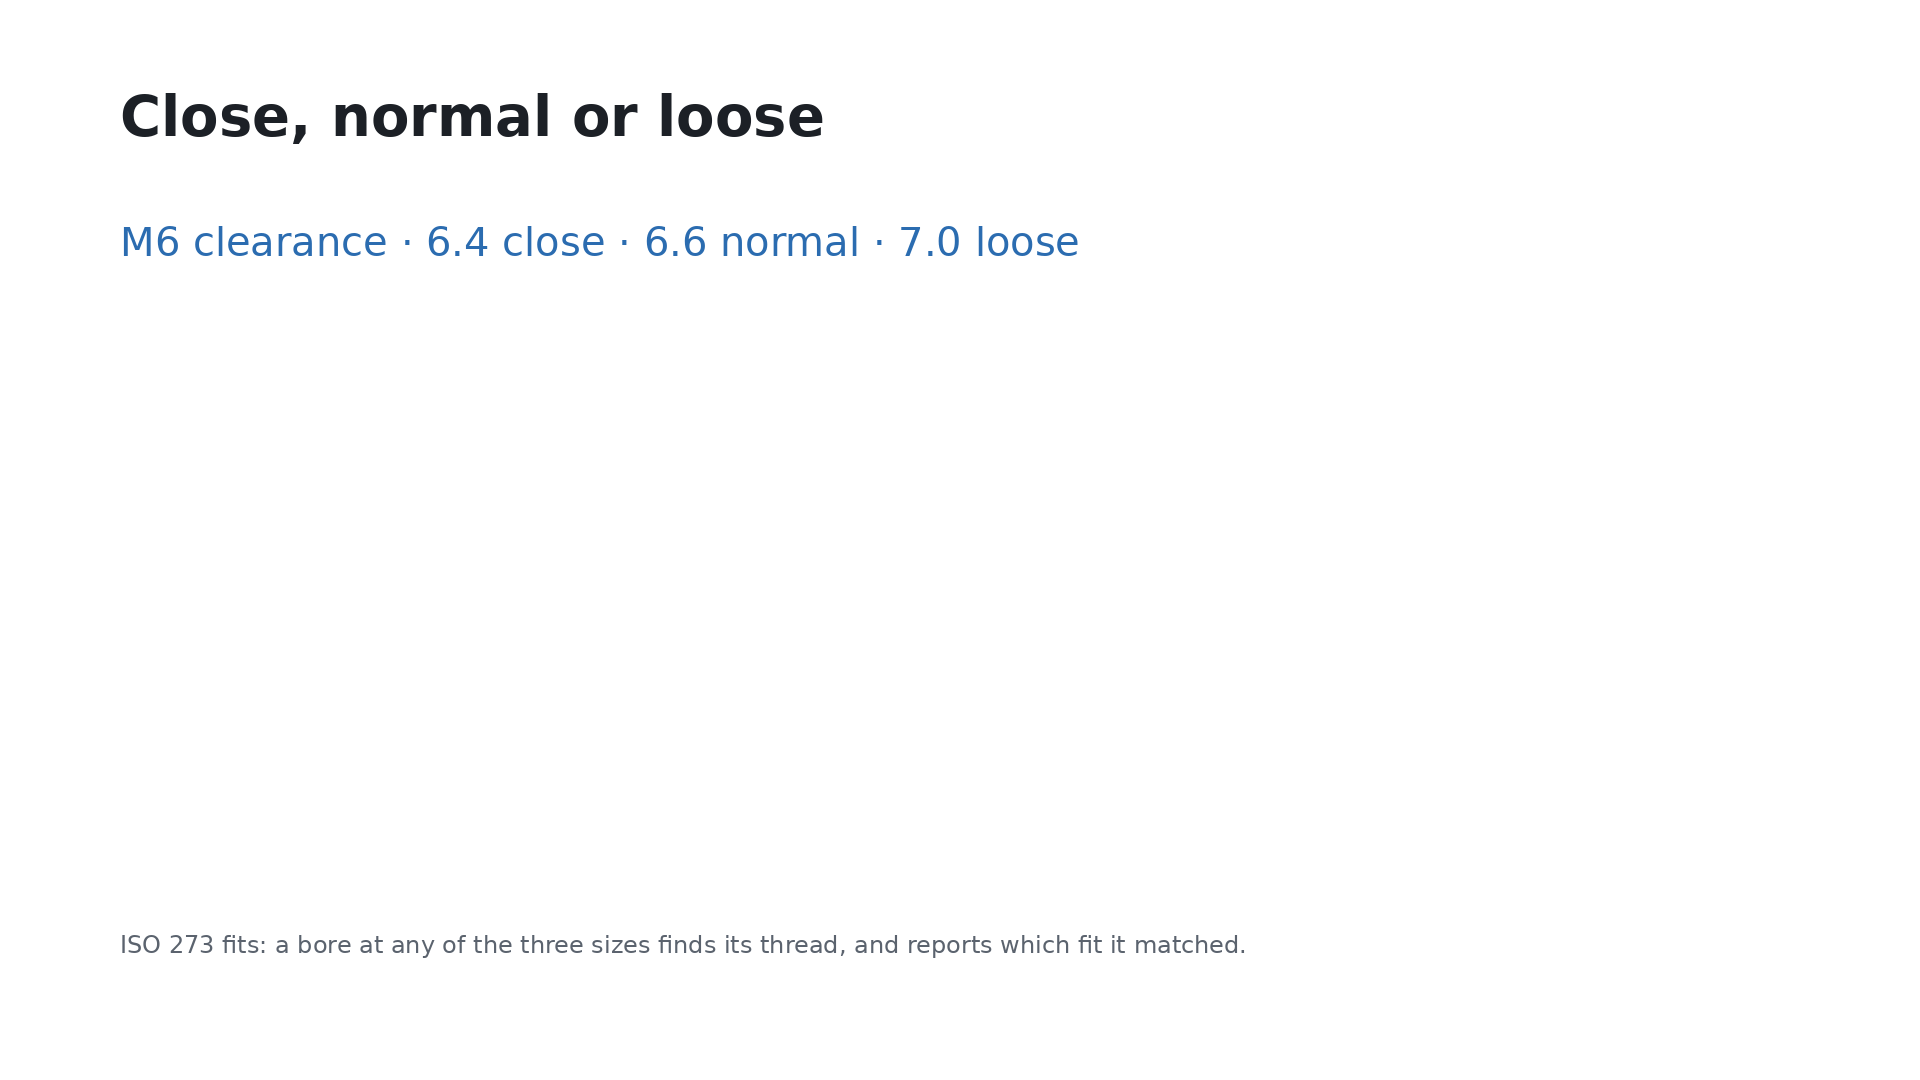 Close, normal or loose
M6 clearance · 6.4 close · 6.6 normal · 7.0 loose
ISO 273 fits: a bore at any of the three sizes finds its thread, and reports which fit it matched.